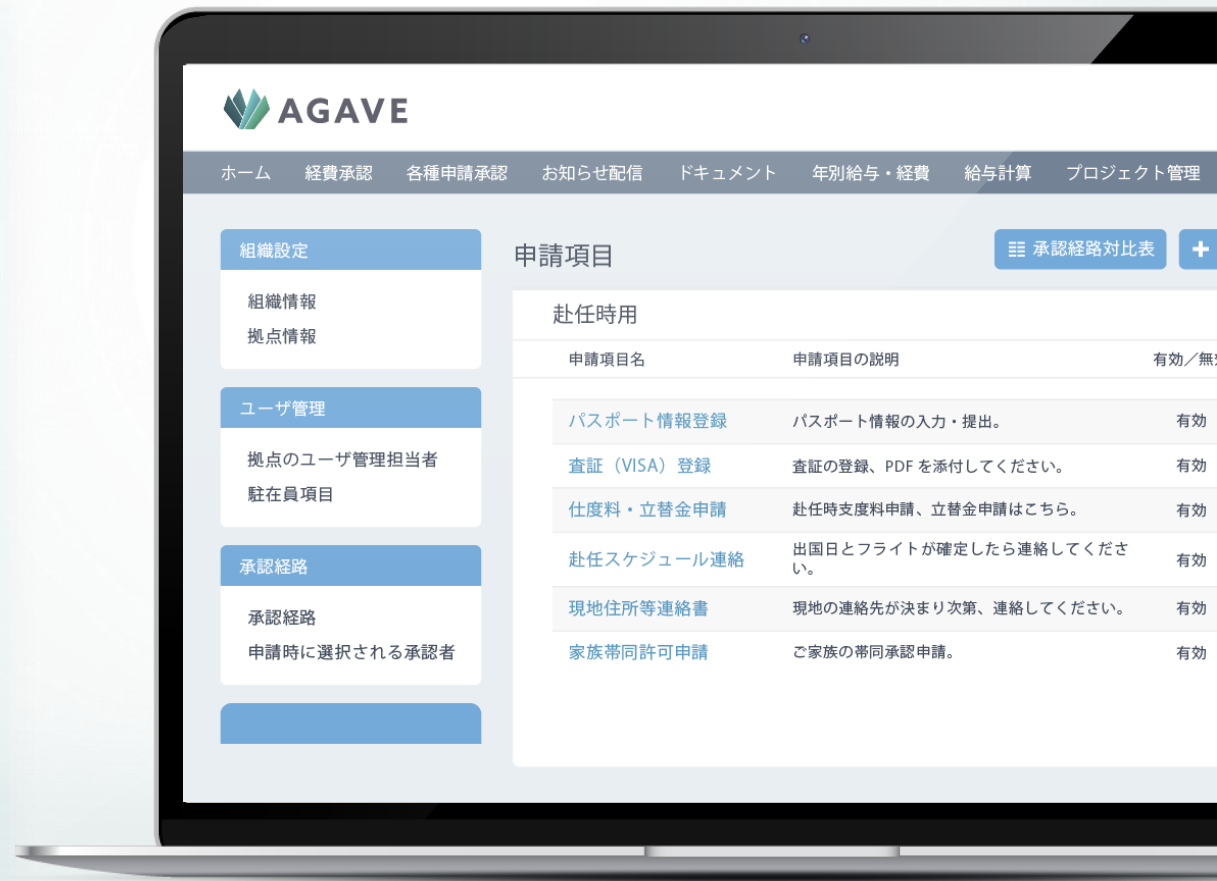 AGAVE
ホーム 経費承認 各種申請承認 お知らせ配信 ドキュメント 年別給与・経費 給与計算 プロジェクト管理
組織設定
組織情報
拠点情報
ユーザ管理
拠点のユーザ管理担当者
駐在員項目
承認経路
承認経路
申請時に選択される承認者
申請項目
承認経路対比表
赴任時用
申請項目名 申請項目の説明 有効／無
パスポート情報登録 パスポート情報の入力・提出。 有効
査証（VISA）登録 査証の登録、PDF を添付してください。 有効
仕度料・立替金申請 赴任時支度料申請、立替金申請はこちら。 有効
赴任スケジュール連絡 出国日とフライトが確定したら連絡してくださ 有効
い。
現地住所等連絡書 現地の連絡先が決まり次第、連絡してください。 有効
家族帯同許可申請 ご家族の帯同承認申請。 有効